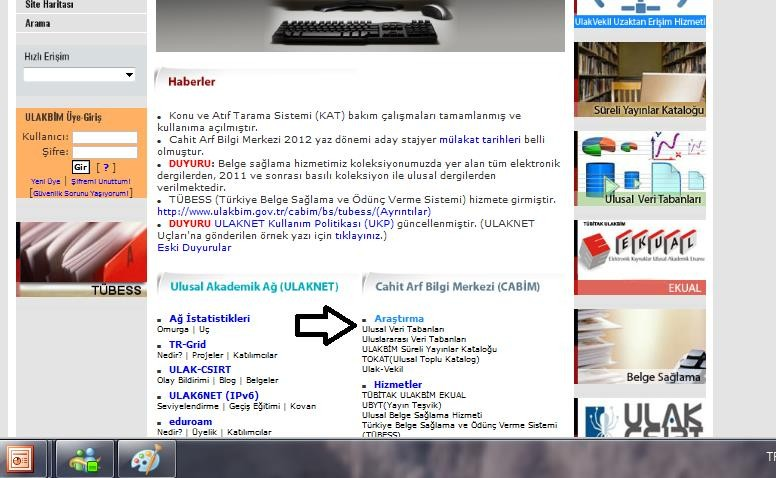 Site Haritası
Arama
Hızlı Erişim
ULAKBİM Üye-Giriş
Kullanıcı:
Şifre:
Gir [ ? ]
Yeni Üye | Şifremi Unuttum!
[Güvenlik Sorunu Yaşıyorum!]
TÜBESS
Haberler
Konu ve Atıf Tarama Sistemi (KAT) bakım çalışmaları tamamlanmış ve
kullanıma açılmıştır.
Cahit Arf Bilgi Merkezi 2012 yaz dönemi aday stajyer mülakat tarihleri belli
olmuştur.
DUYURU: Belge sağlama hizmetimiz koleksiyonumuzda yer alan tüm elektronik
dergilerden, 2011 ve sonrası basılı koleksiyon ile ulusal dergilerden
verilmektedir.
TÜBESS (Türkiye Belge Sağlama ve Ödünç Verme Sistemi) hizmete girmiştir.
http://www.ulakbim.gov.tr/cabim/bs/tubess/(Ayrıntılar)
DUYURU ULAKNET Kullanım Politikası (UKP) güncellenmiştir. (ULAKNET
Uçları'na gönderilen örnek yazı için tıklayınız.)
Eski Duyurular
Ulusal Akademik Ağ (ULAKNET)
Ağ İstatistikleri
Omurga | Uç
TR-Grid
Nedir? | Projeler | Katılımcılar
ULAK-CSIRT
Olay Bildirimi | Blog | Belgeler
ULAK6NET (IPv6)
Seviyelendirme | Geçiş Eğitimi | Kovan
eduroam
Nedir? | Üyelik | Katılımcılar
Cahit Arf Bilgi Merkezi (CABİM)
Araştırma
Ulusal Veri Tabanları
Uluslararası Veri Tabanları
ULAKBİM Süreli Yayınlar Kataloğu
TOKAT(Ulusal Toplu Katalog)
Ulak-Vekil
Hizmetler
TÜBİTAK ULAKBİM EKUAL
UBYT(Yayın Teşvik)
Ulusal Belge Sağlama Hizmeti
Türkiye Belge Sağlama ve Ödünç Verme Sistemi
(TÜBESS)
UlakVekil Uzaktan Erişim Hizmeti
Süreli Yayınlar Kataloğu
Ulusal Veri Tabanları
TÜBİTAK ULAKBİM
EKUAL
Elektronik Kaynaklar Ulusal Akademik Lisansı
EKUAL
Belge Sağlama
ULAK
CSIRT
TR